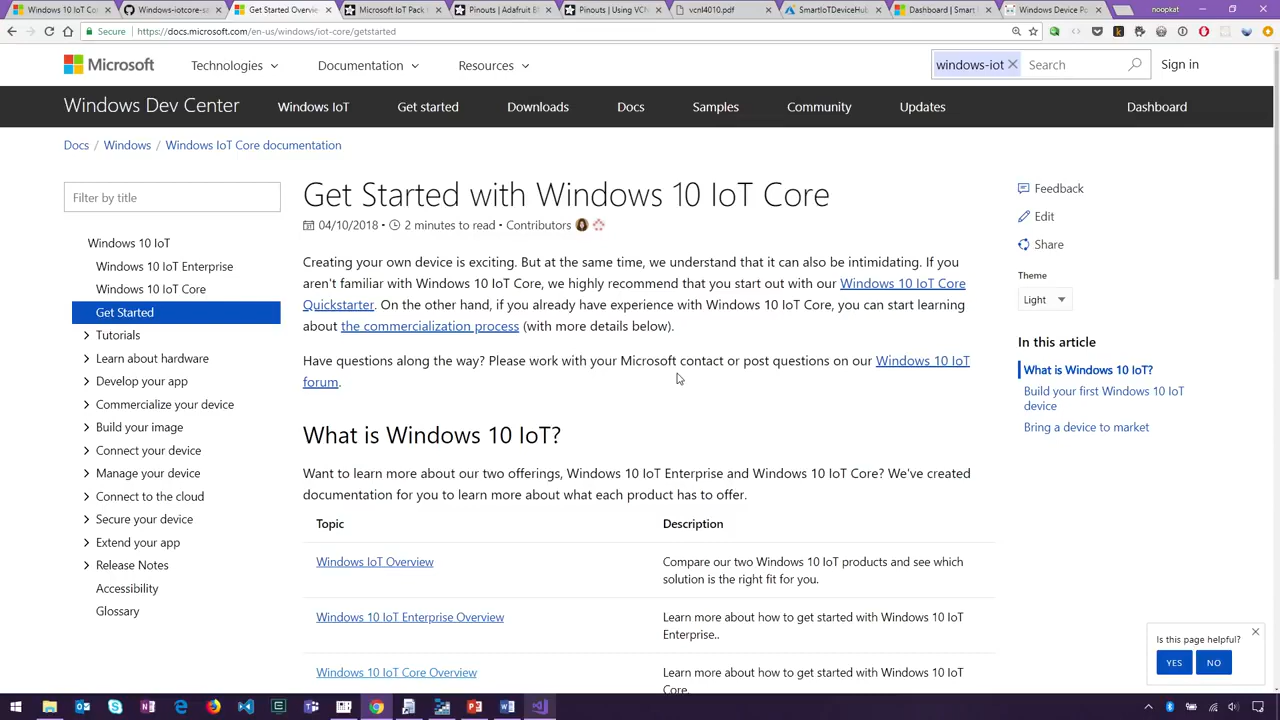 Windows 10 IoT Co
Windows-iotcore-sa
Get Started Overvie
Microsoft IoT Pack
Pinouts | Adafruit
Pinouts | Using VC
vcnl4010.pdf
SmartIoTDeviceHub
Dashboard | Smart
Windows Device Po
noopkat
Secure https://docs.microsoft.com/en-us/windows/iot-core/getstarted
Microsoft Technologies Documentation Resources windows-iot Search Sign in
Windows Dev Center Windows IoT Get started Downloads Docs Samples Community Updates Dashboard
Docs / Windows / Windows IoT Core documentation
Filter by title
Windows 10 IoT
Windows 10 IoT Enterprise
Windows 10 IoT Core
Get Started
Tutorials
Learn about hardware
Develop your app
Commercialize your device
Build your image
Connect your device
Manage your device
Connect to the cloud
Secure your device
Extend your app
Release Notes
Accessibility
Glossary
Get Started with Windows 10 IoT Core
04/10/2018 • 2 minutes to read • Contributors
Creating your own device is exciting. But at the same time, we understand that it can also be intimidating. If you
aren't familiar with Windows 10 IoT Core, we highly recommend that you start out with our Windows 10 IoT Core
Quickstarter. On the other hand, if you already have experience with Windows 10 IoT Core, you can start learning
about the commercialization process (with more details below).
Have questions along the way? Please work with your Microsoft contact or post questions on our Windows 10 IoT
forum.
What is Windows 10 IoT?
Want to learn more about our two offerings, Windows 10 IoT Enterprise and Windows 10 IoT Core? We've created
documentation for you to learn more about what each product has to offer.
Topic Description
Windows IoT Overview Compare our two Windows 10 IoT products and see which
solution is the right fit for you.
Windows 10 IoT Enterprise Overview Learn more about how to get started with Windows 10 IoT
Enterprise..
Windows 10 IoT Core Overview Learn more about how to get started with Windows 10 IoT
Core.
Feedback
Edit
Share
Theme
Light
In this article
What is Windows 10 IoT?
Build your first Windows 10 IoT
device
Bring a device to market
Is this page helpful?
YES NO